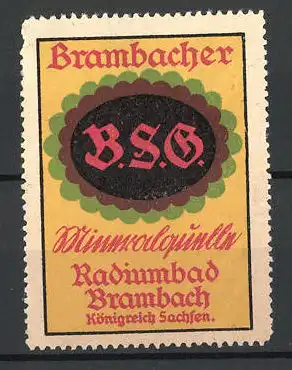 Brambacher
B.S.G.
Mineralquelle
Radiumbad
Brambach
Königreich Sachsen.